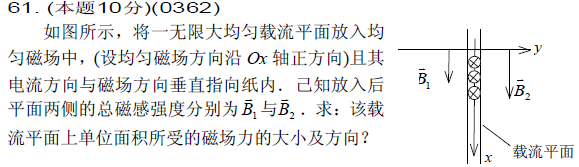 61. (本题10分)(0362)
如图所示，将一无限大均匀载流平面放入均
匀磁场中，(设均匀磁场方向沿 Ox 轴正方向)且其
电流方向与磁场方向垂直指向纸内．己知放入后
平面两侧的总磁感强度分别为 B⃗₁ 与 B⃗₂ ．求：该载
流平面上单位面积所受的磁场力的大小及方向？
y
B⃗₁
B⃗₂
x
载流平面